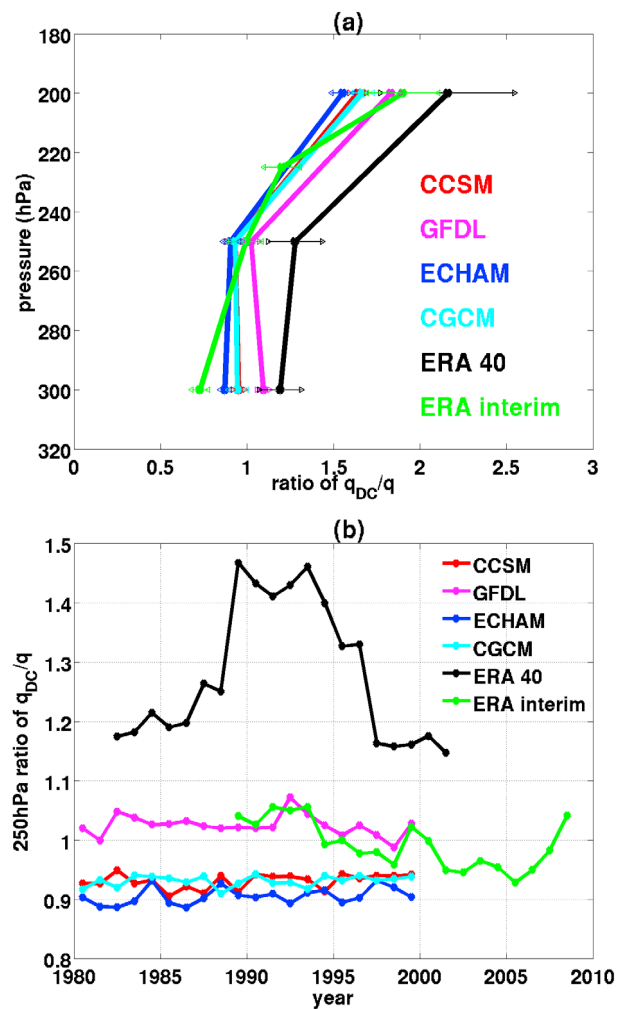 (a)
180
200
220
240
260
280
300
320
pressure (hPa)
0 0.5 1 1.5 2 2.5 3
ratio of q_DC/q
CCSM
GFDL
ECHAM
CGCM
ERA 40
ERA interim
(b)
1.5
1.4
1.3
1.2
1.1
1
0.9
0.8
250hPa ratio of q_DC/q
1980 1985 1990 1995 2000 2005 2010
year
CCSM
GFDL
ECHAM
CGCM
ERA 40
ERA interim